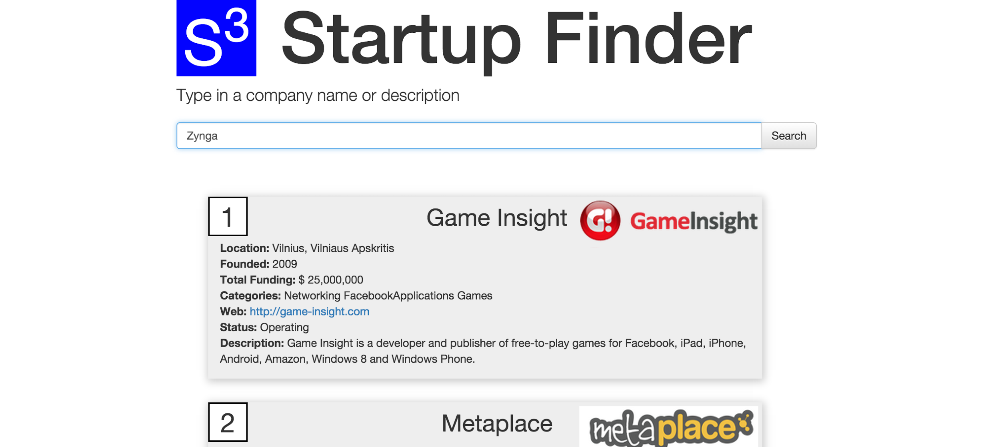 S³ Startup Finder
Type in a company name or description
Zynga Search
1 Game Insight G! GameInsight
Location: Vilnius, Vilniaus Apskritis
Founded: 2009
Total Funding: $ 25,000,000
Categories: Networking FacebookApplications Games
Web: http://game-insight.com
Status: Operating
Description: Game Insight is a developer and publisher of free-to-play games for Facebook, iPad, iPhone,
Android, Amazon, Windows 8 and Windows Phone.
2 Metaplace metaplace